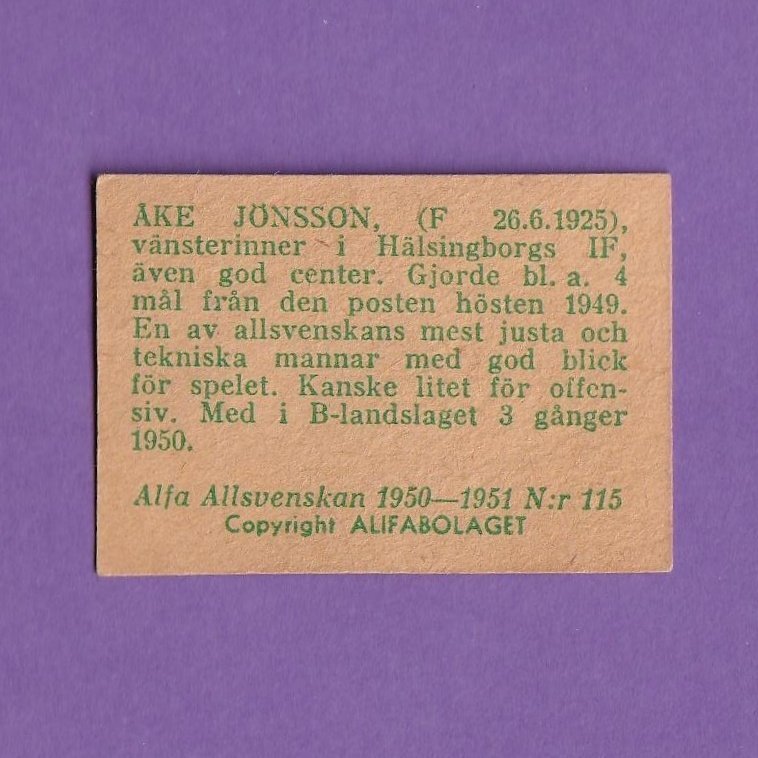 ÅKE JÖNSSON, (F 26.6.1925),
vänsterinner i Hälsingborgs IF,
även god center. Gjorde bl. a. 4
mål från den posten hösten 1949.
En av allsvenskans mest justa och
tekniska mannar med god blick
för spelet. Kanske litet för offen-
siv. Med i B-landslaget 3 gånger
1950.
Alfa Allsvenskan 1950—1951 N:r 115
Copyright ALIFABOLAGET